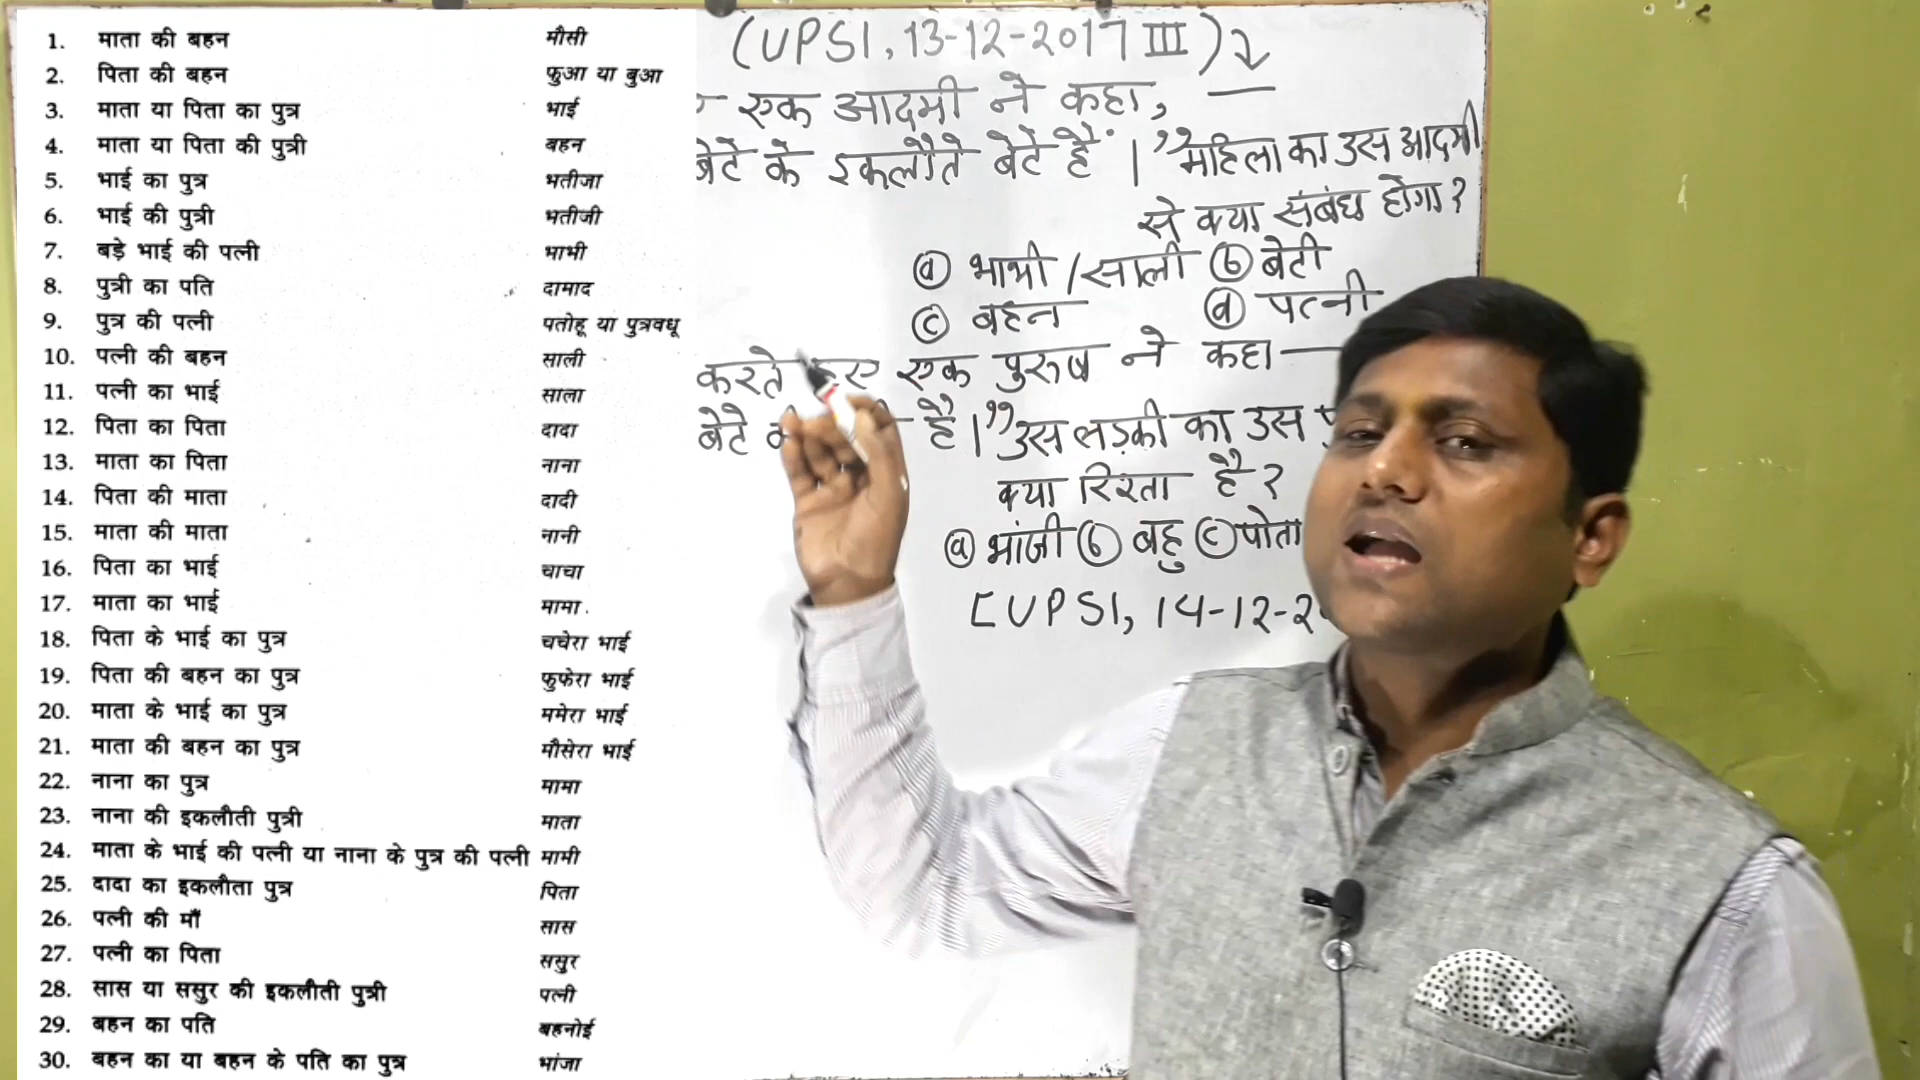 1. माता की बहन मौसी
2. पिता की बहन फुआ या बुआ
3. माता या पिता का पुत्र भाई
4. माता या पिता की पुत्री बहन
5. भाई का पुत्र भतीजा
6. भाई की पुत्री भतीजी
7. बड़े भाई की पत्नी भाभी
8. पुत्री का पति दामाद
9. पुत्र की पत्नी पतोहू या पुत्रवधू
10. पत्नी की बहन साली
11. पत्नी का भाई साला
12. पिता का पिता दादा
13. माता का पिता नाना
14. पिता की माता दादी
15. माता की माता नानी
16. पिता का भाई चाचा
17. माता का भाई मामा.
18. पिता के भाई का पुत्र चचेरा भाई
19. पिता की बहन का पुत्र फुफेरा भाई
20. माता के भाई का पुत्र ममेरा भाई
21. माता की बहन का पुत्र मौसेरा भाई
22. नाना का पुत्र मामा
23. नाना की इकलौती पुत्री माता
24. माता के भाई की पत्नी या नाना के पुत्र की पत्नी मामी
25. दादा का इकलौता पुत्र पिता
26. पत्नी की माँ सास
27. पत्नी का पिता ससुर
28. सास या ससुर की इकलौती पुत्री पत्नी
29. बहन का पति बहनोई
30. बहन का या बहन के पति का पुत्र भांजा
(UPSI, 13-12-2017 III)
एक आदमी ने कहा, —
बेटे के इकलौते बेटे हैं।" महिला का उस आदमी
से क्या संबंध होगा?
(a) भाभी/साली (b) बेटी
(c) बहन (d) पत्नी
करते हुए एक पुरुष ने कहा —
बेटे है।" उस लड़की का उस
क्या रिश्ता है?
(a) भांजी (b) बहु (c) पोता
[UPSI, 14-12-2